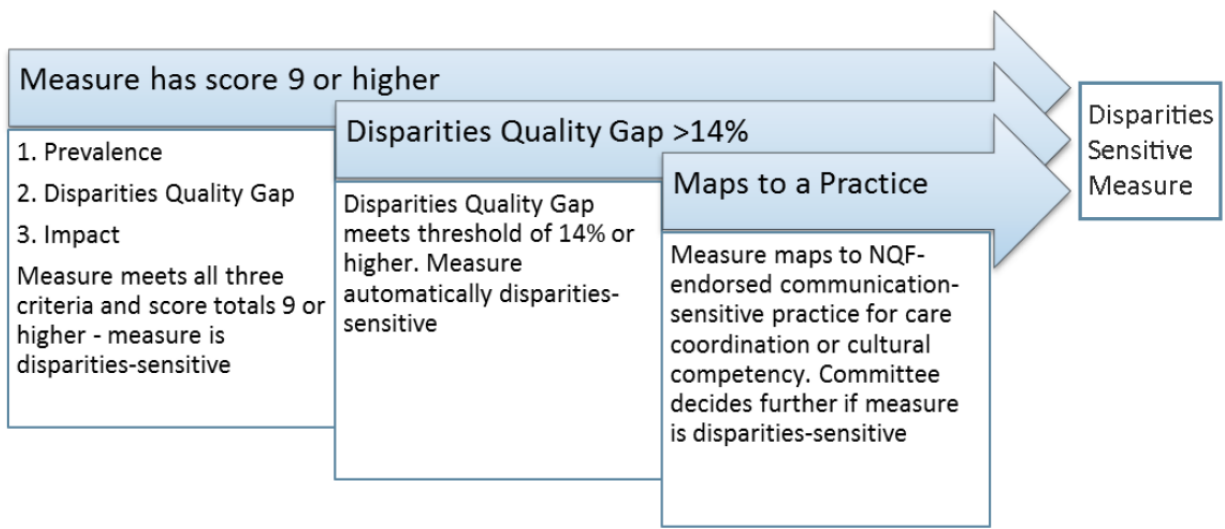 Measure has score 9 or higher
1. Prevalence
2. Disparities Quality Gap
3. Impact
Measure meets all three
criteria and score totals 9 or
higher - measure is
disparities-sensitive
Disparities Quality Gap >14%
Disparities Quality Gap
meets threshold of 14% or
higher. Measure
automatically disparities-
sensitive
Maps to a Practice
Measure maps to NQF-
endorsed communication-
sensitive practice for care
coordination or cultural
competency. Committee
decides further if measure
is disparities-sensitive
Disparities
Sensitive
Measure